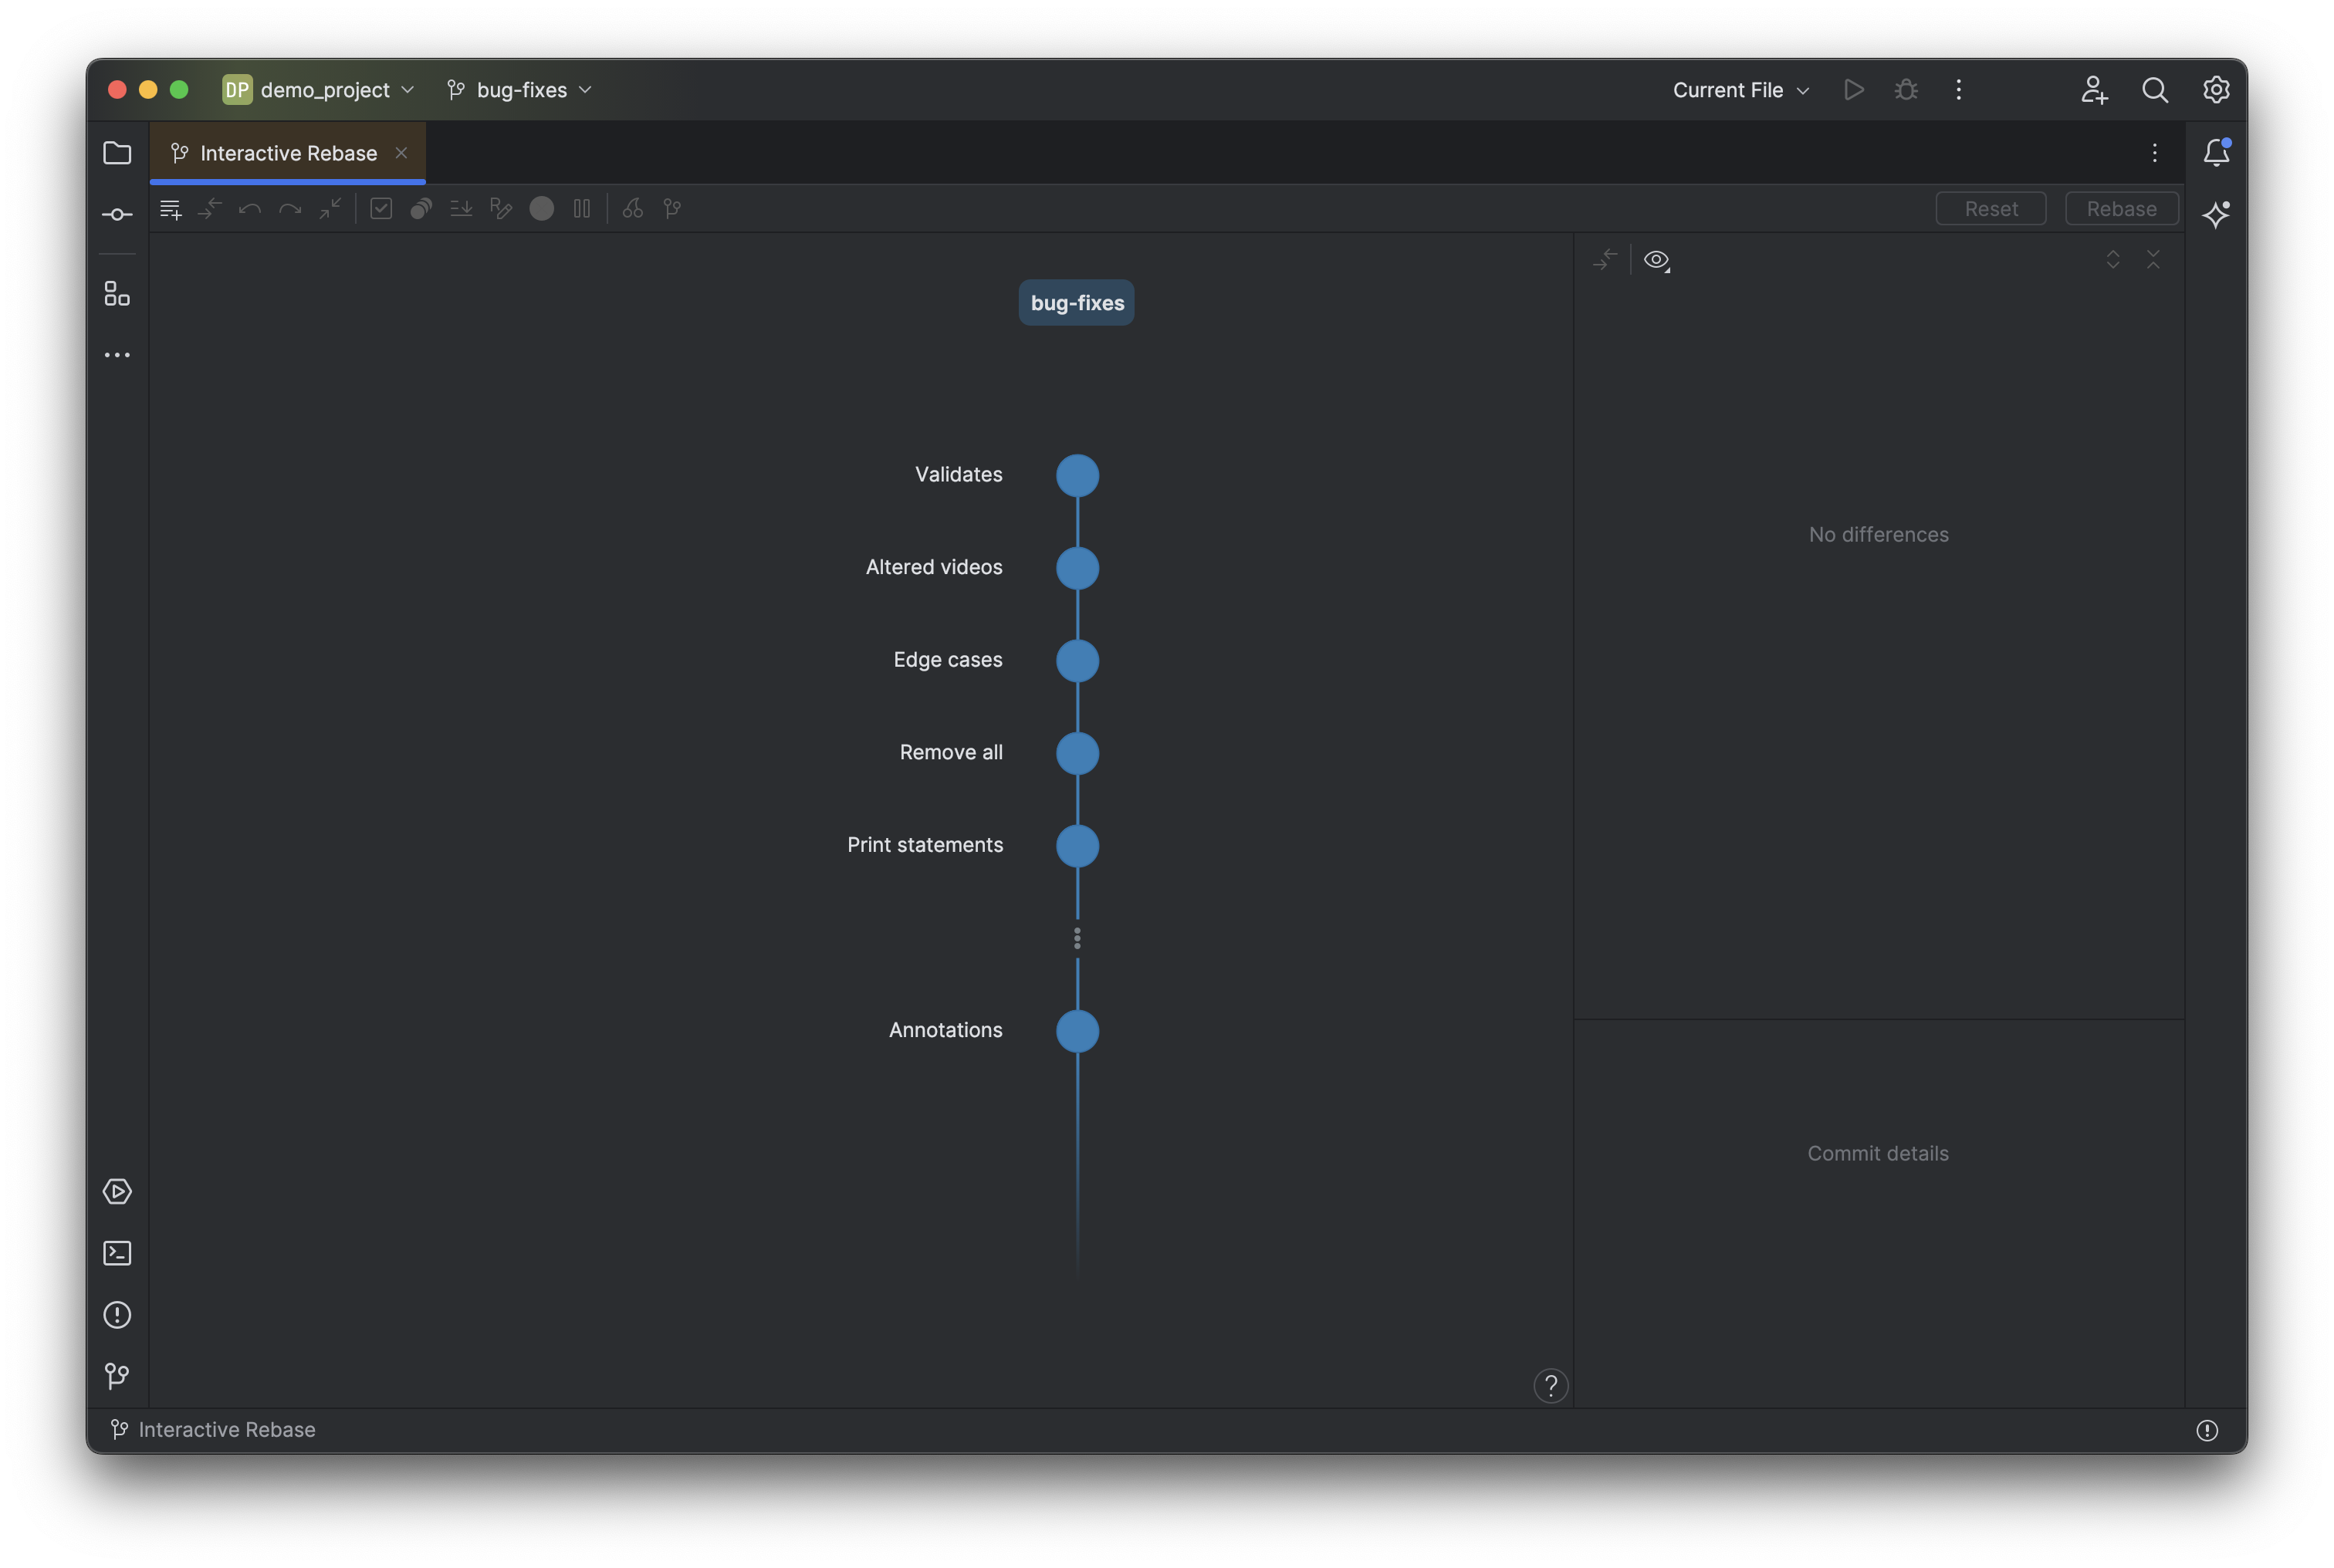 DP demo_project bug-fixes Current File
Interactive Rebase
Reset Rebase
bug-fixes
Validates
Altered videos
Edge cases
Remove all
Print statements
Annotations
No differences
Commit details
?
Interactive Rebase